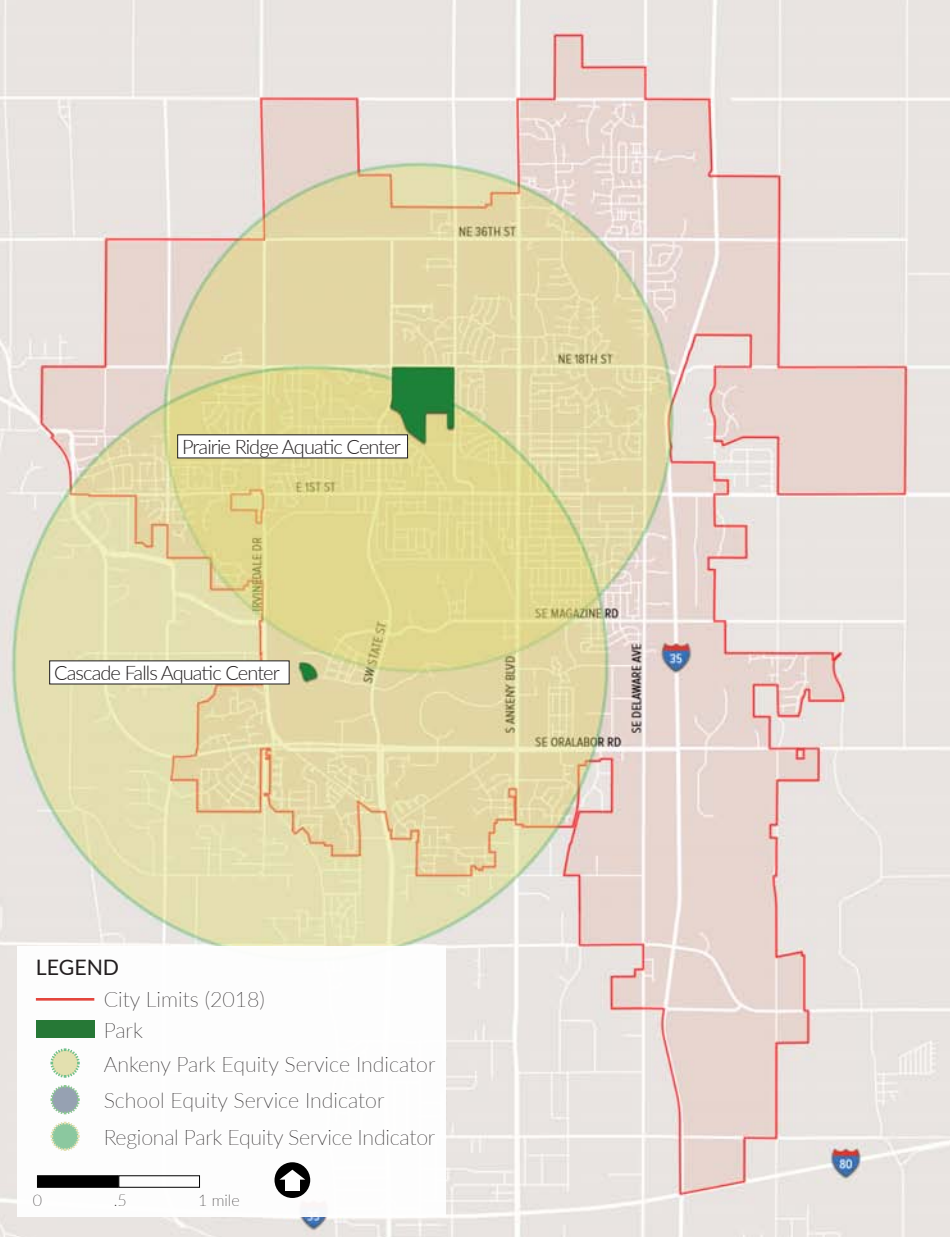 NE 36TH ST
NE 18TH ST
Prairie Ridge Aquatic Center
E 1ST ST
IRVINEDALE DR
SE MAGAZINE RD
SW STATE ST
S ANKENY BLVD
SE DELAWARE AVE
35
Cascade Falls Aquatic Center
SE ORALABOR RD
LEGEND
City Limits (2018)
Park
Ankeny Park Equity Service Indicator
School Equity Service Indicator
Regional Park Equity Service Indicator
0 .5 1 mile
80